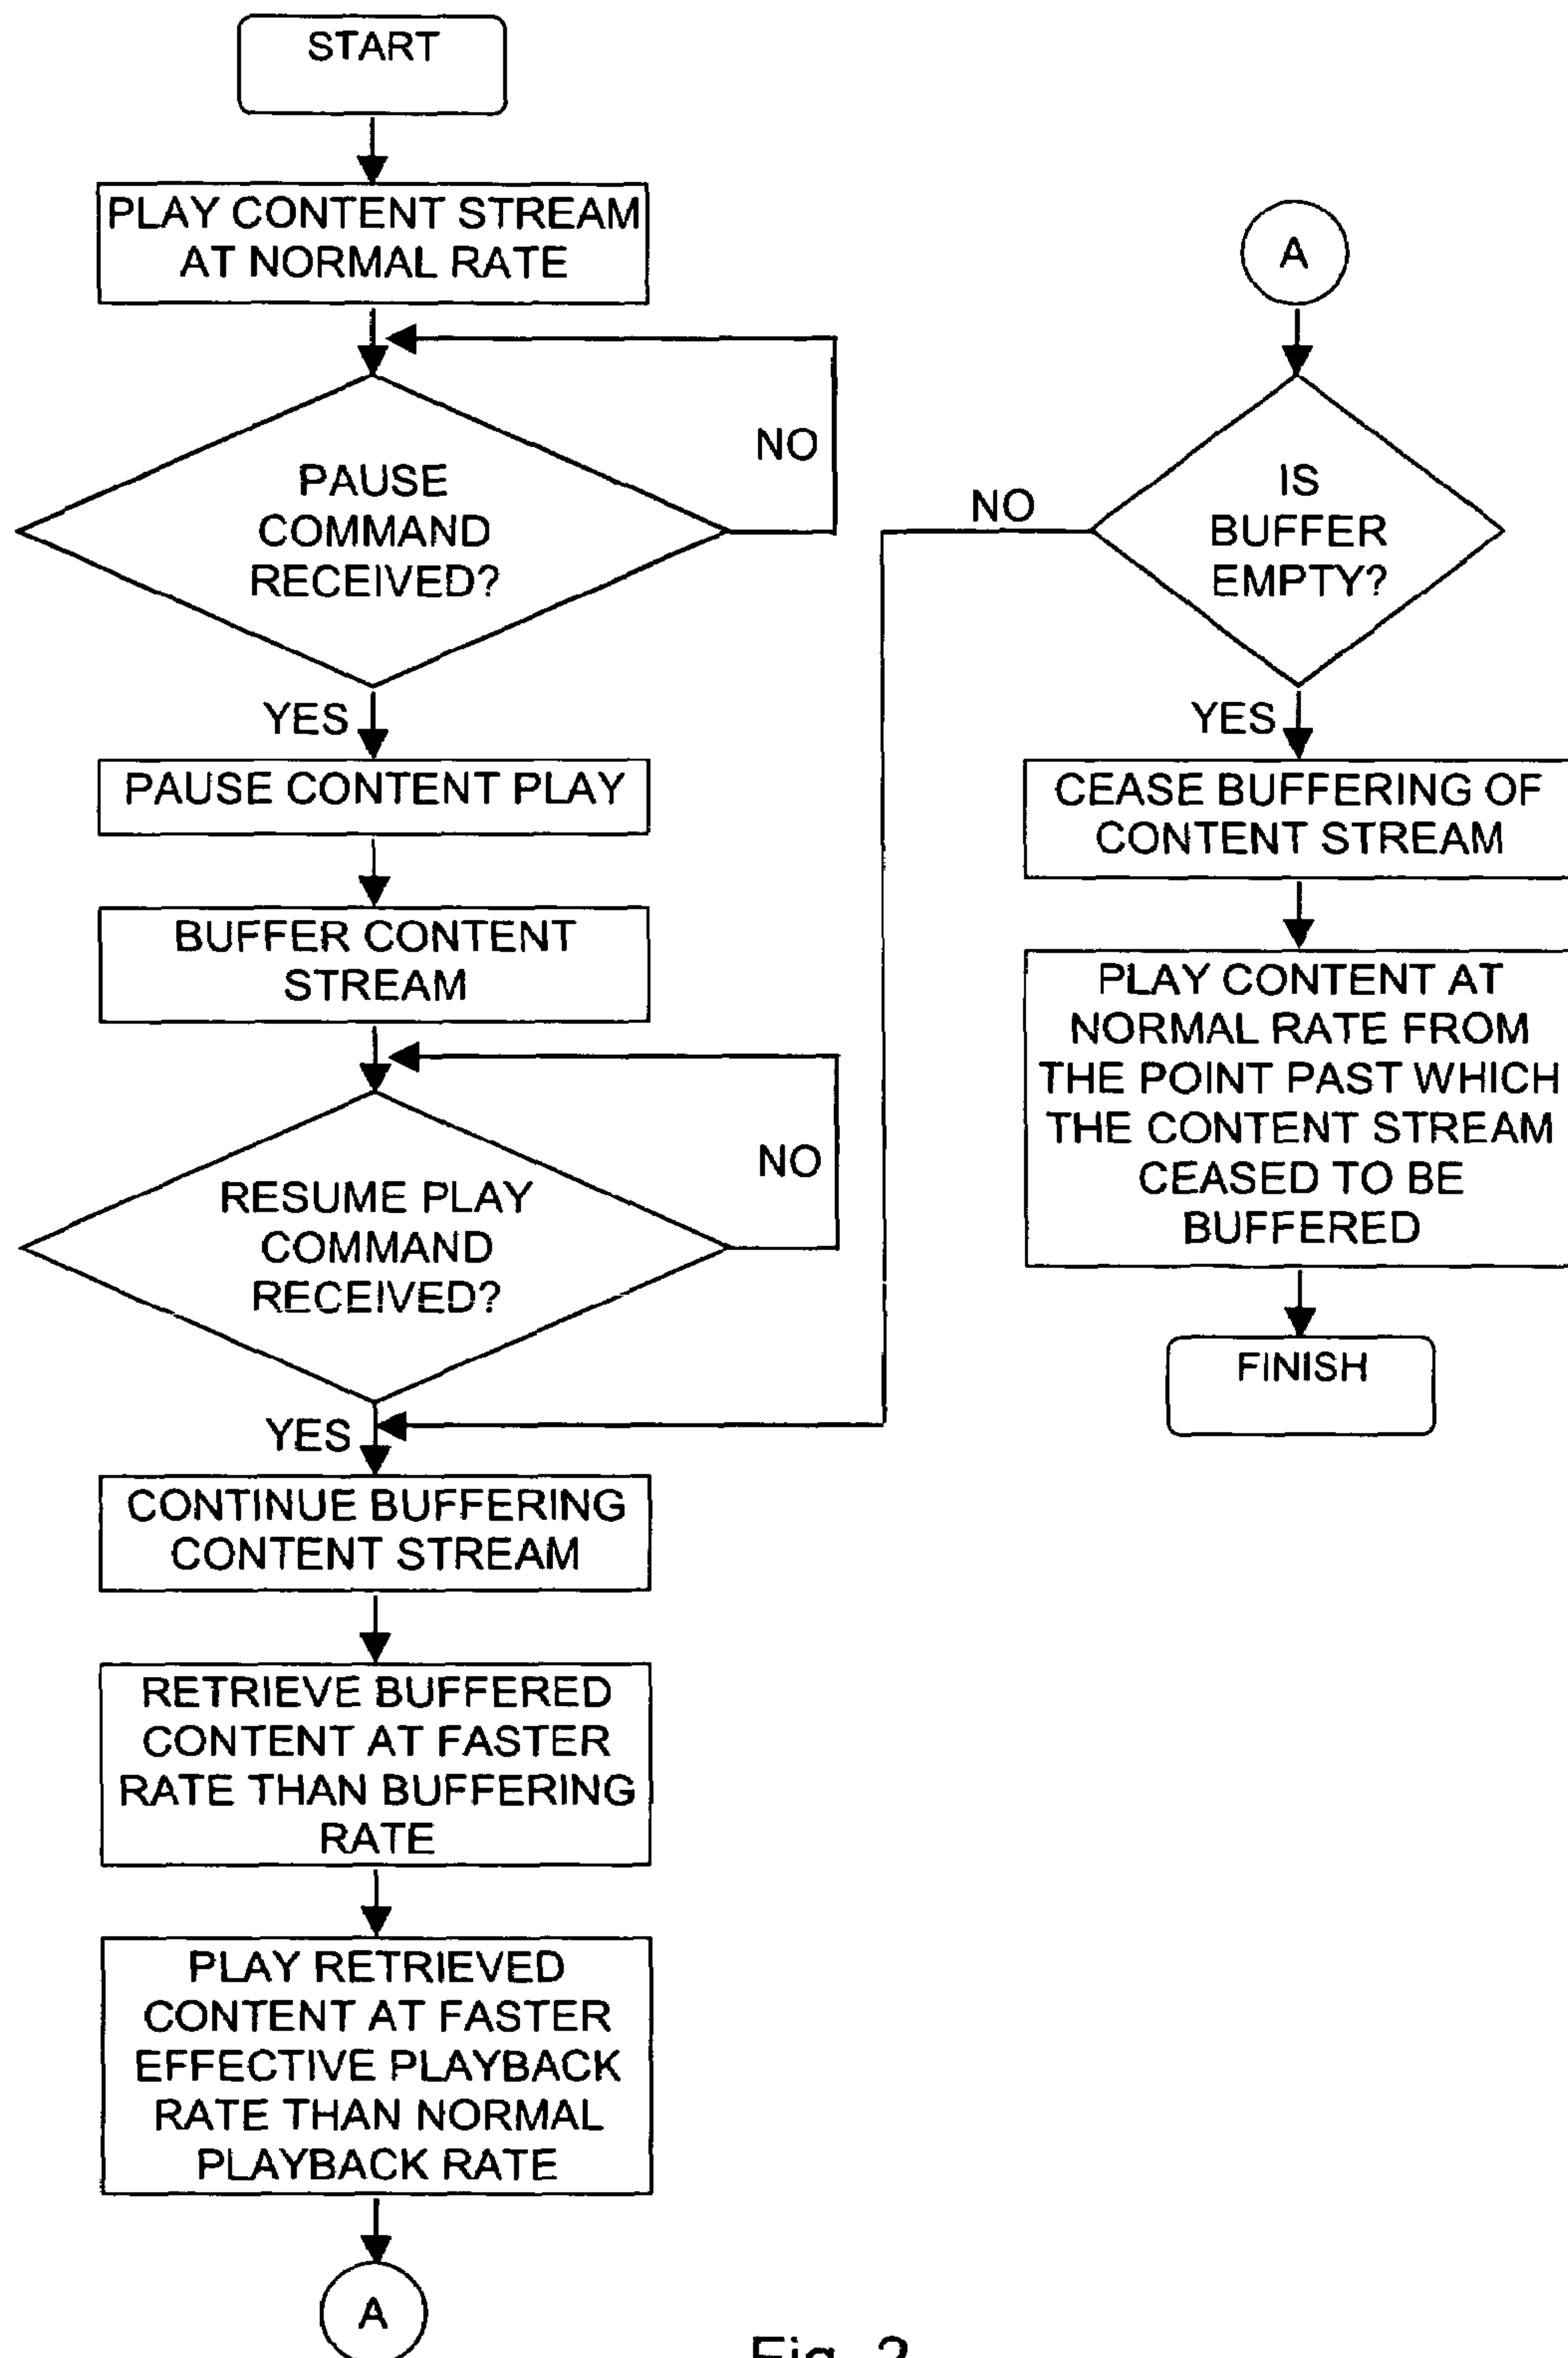 START
PLAY CONTENT STREAM
AT NORMAL RATE
PAUSE
COMMAND
RECEIVED?
NO
YES
PAUSE CONTENT PLAY
BUFFER CONTENT
STREAM
RESUME PLAY
COMMAND
RECEIVED?
NO
YES
CONTINUE BUFFERING
CONTENT STREAM
RETRIEVE BUFFERED
CONTENT AT FASTER
RATE THAN BUFFERING
RATE
PLAY RETRIEVED
CONTENT AT FASTER
EFFECTIVE PLAYBACK
RATE THAN NORMAL
PLAYBACK RATE
A
A
IS
BUFFER
EMPTY?
NO
YES
CEASE BUFFERING OF
CONTENT STREAM
PLAY CONTENT AT
NORMAL RATE FROM
THE POINT PAST WHICH
THE CONTENT STREAM
CEASED TO BE
BUFFERED
FINISH
Fig. 2